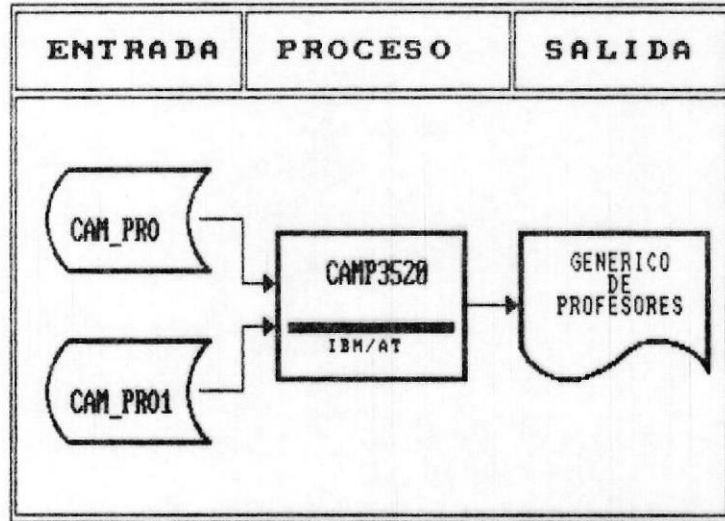 ENTRADA
PROCESO
SALIDA
CAM_PRO
CAMP3520
IBM/AT
GENERICO
DE
PROFESORES
CAM_PRO1